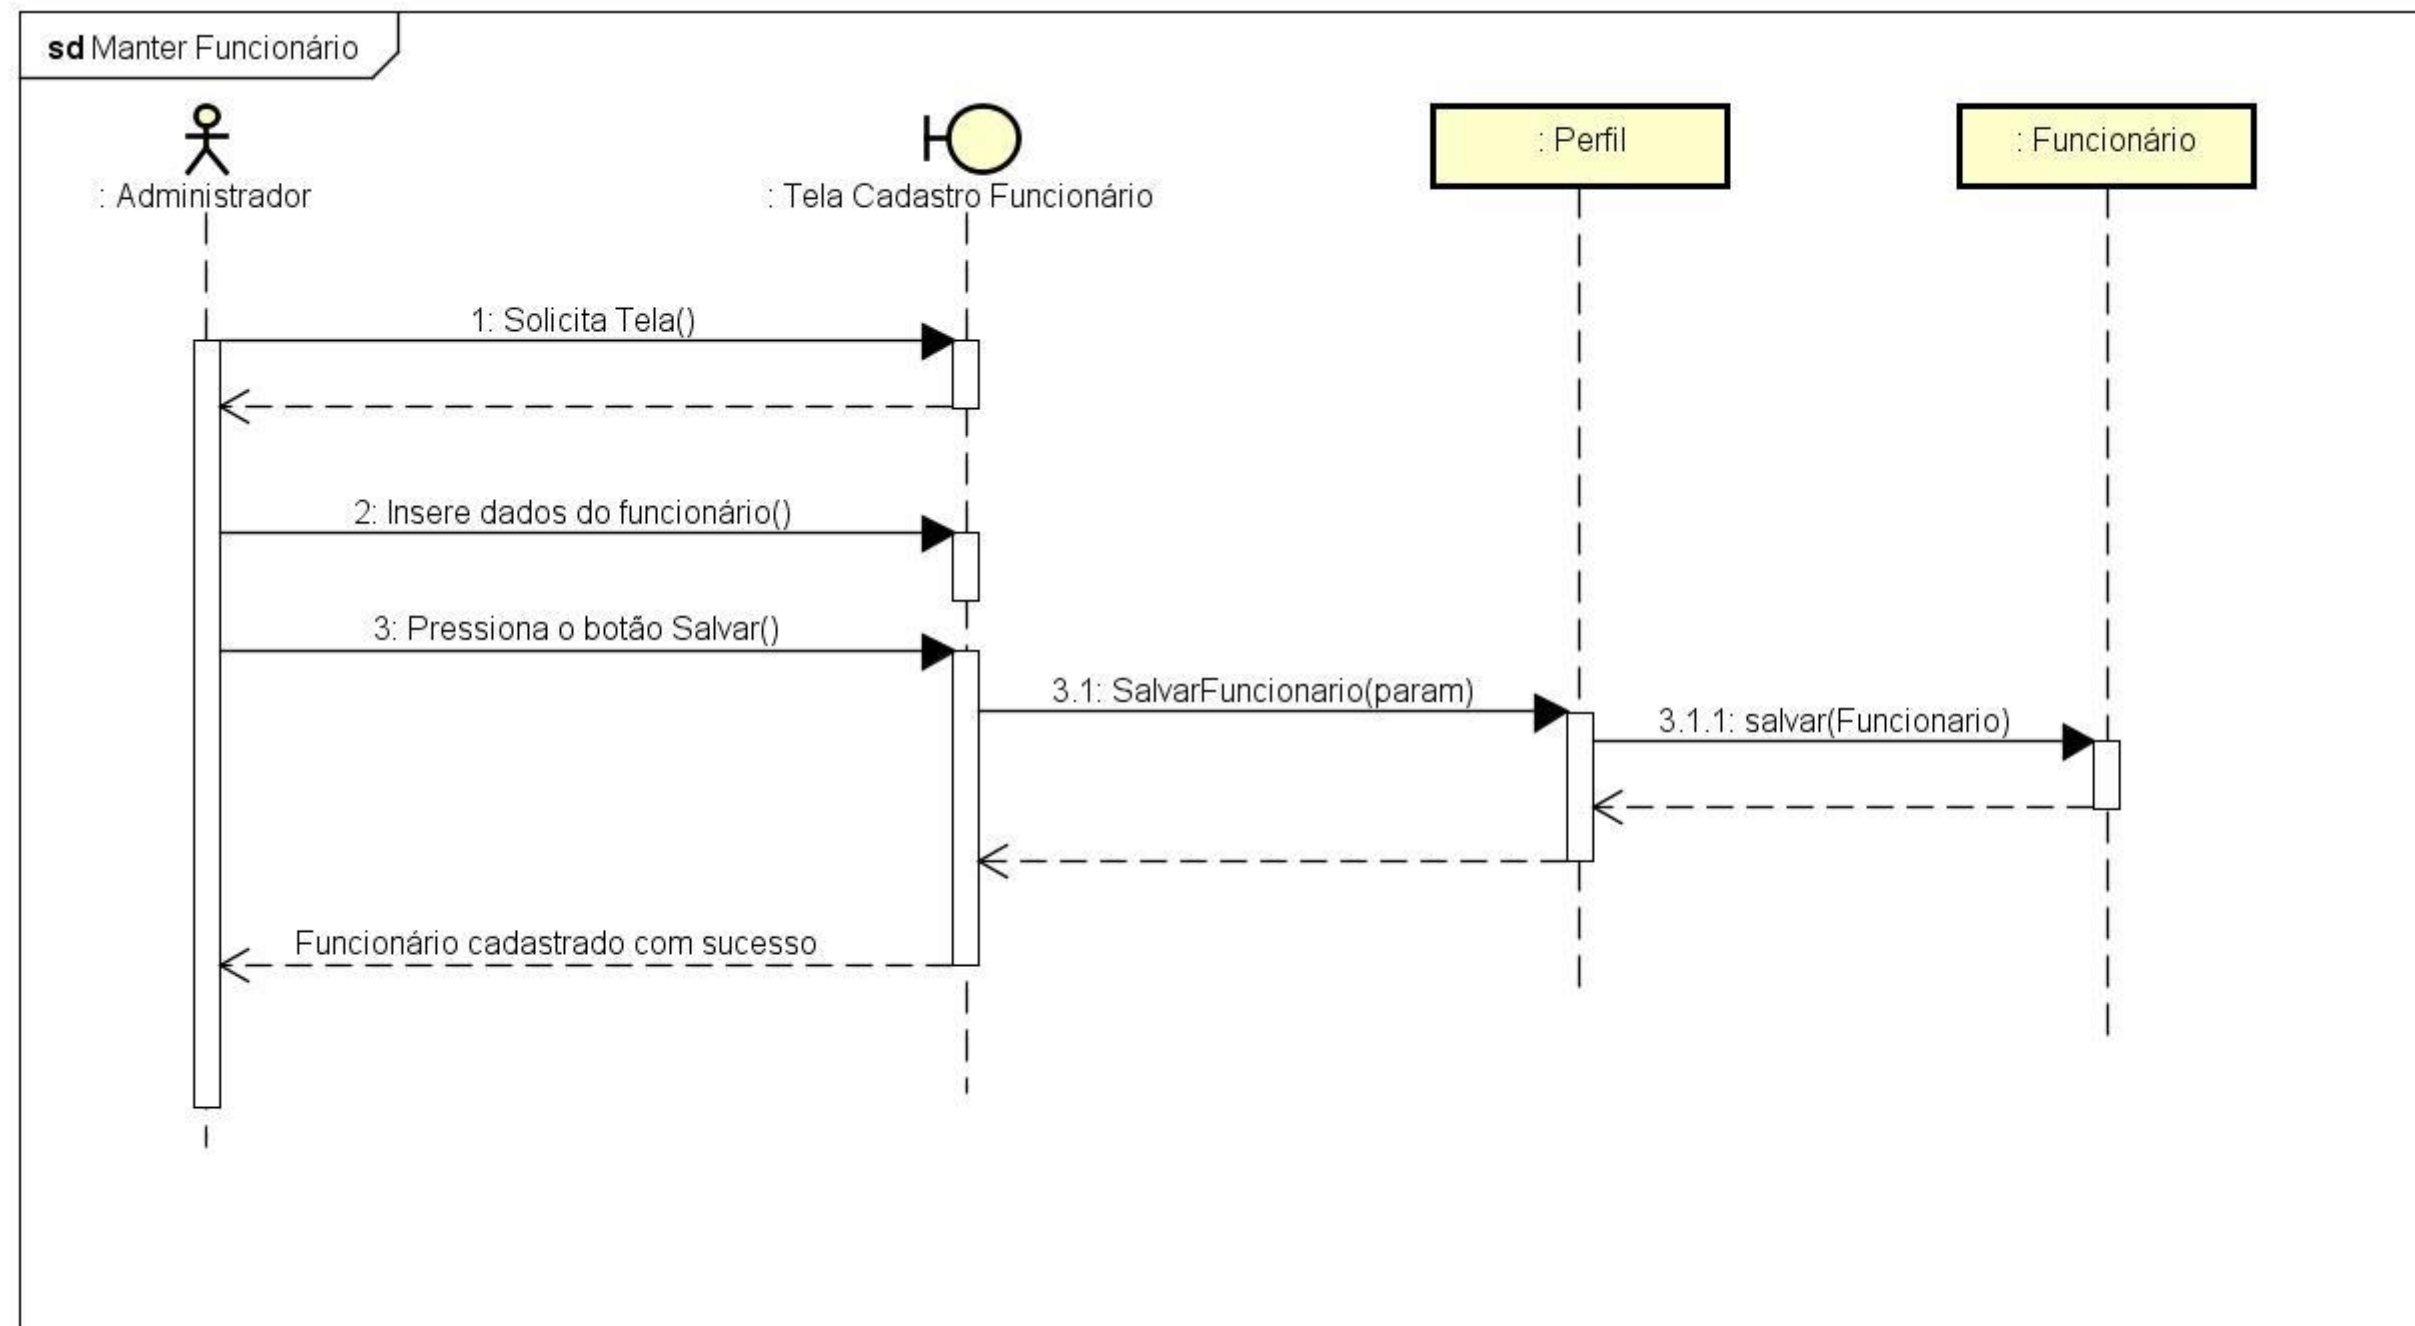 sd Manter Funcionário
: Administrador
: Tela Cadastro Funcionário
: Perfil
: Funcionário
1: Solicita Tela()
2: Insere dados do funcionário()
3: Pressiona o botão Salvar()
3.1: SalvarFuncionario(param)
3.1.1: salvar(Funcionario)
Funcionário cadastrado com sucesso